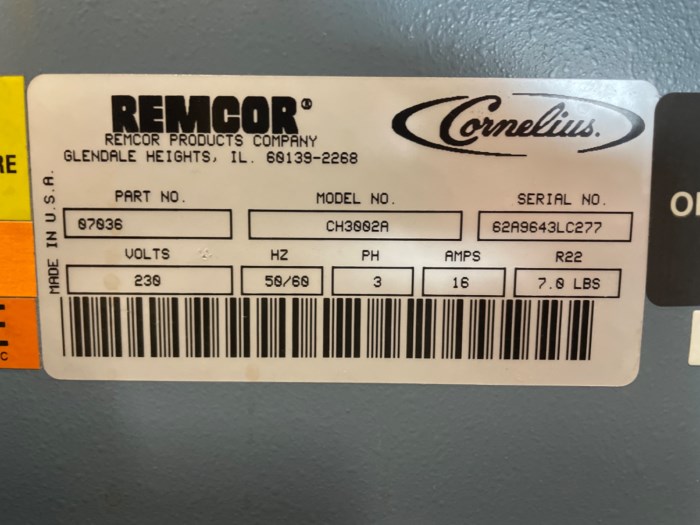 REMCOR®
Cornelius.
REMCOR PRODUCTS COMPANY
GLENDALE HEIGHTS, IL. 60139-2268
MADE IN U.S.A.
PART NO. MODEL NO. SERIAL NO.
07036 CH3002A 62A9643LC277
VOLTS HZ PH AMPS R22
230 50/60 3 16 7.0 LBS
RE
C